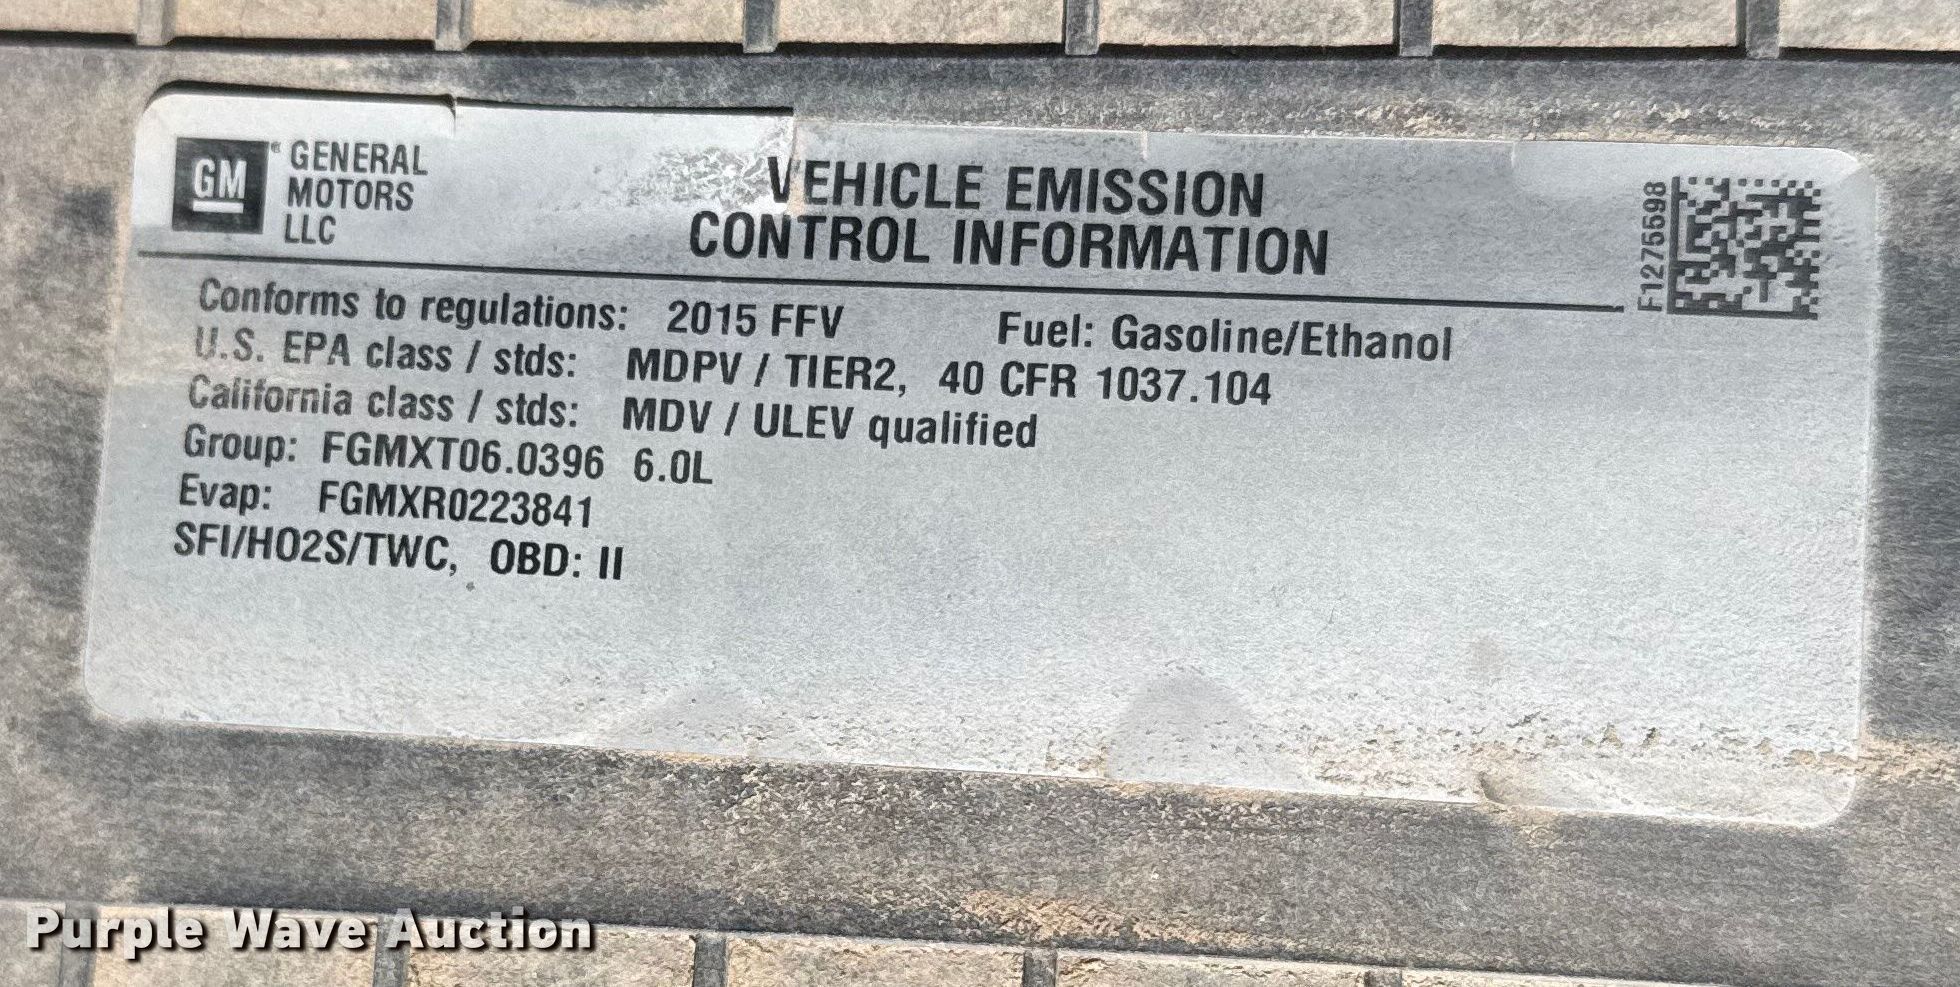 GM
GENERAL
MOTORS
LLC
VEHICLE EMISSION
CONTROL INFORMATION
F1275598
Conforms to regulations: 2015 FFV Fuel: Gasoline/Ethanol
U.S. EPA class / stds: MDPV / TIER2, 40 CFR 1037.104
California class / stds: MDV / ULEV qualified
Group: FGMXT06.0396 6.0L
Evap: FGMXR0223841
SFI/HO2S/TWC, OBD: II
Purple Wave Auction